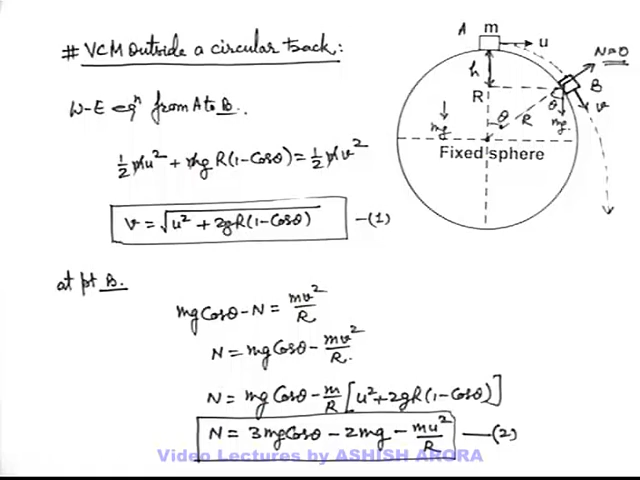 # VCM Outside a circular track:
A m
u
N=0
h
B
R
θ
v
W-E eqⁿ from A to B.
mg
θ
R
mg
Fixed sphere
½mu² + mgR(1-Cosθ) = ½mv²
v = √(u² + 2gR(1-Cosθ)) —(1)
at pt B.
mgCosθ - N = mv²/R
N = mgCosθ - mv²/R.
N = mgCosθ - m/R [u² + 2gR(1-Cosθ)]
N = 3mgCosθ - 2mg - mu²/R —(2)
Video Lectures by ASHISH ARORA